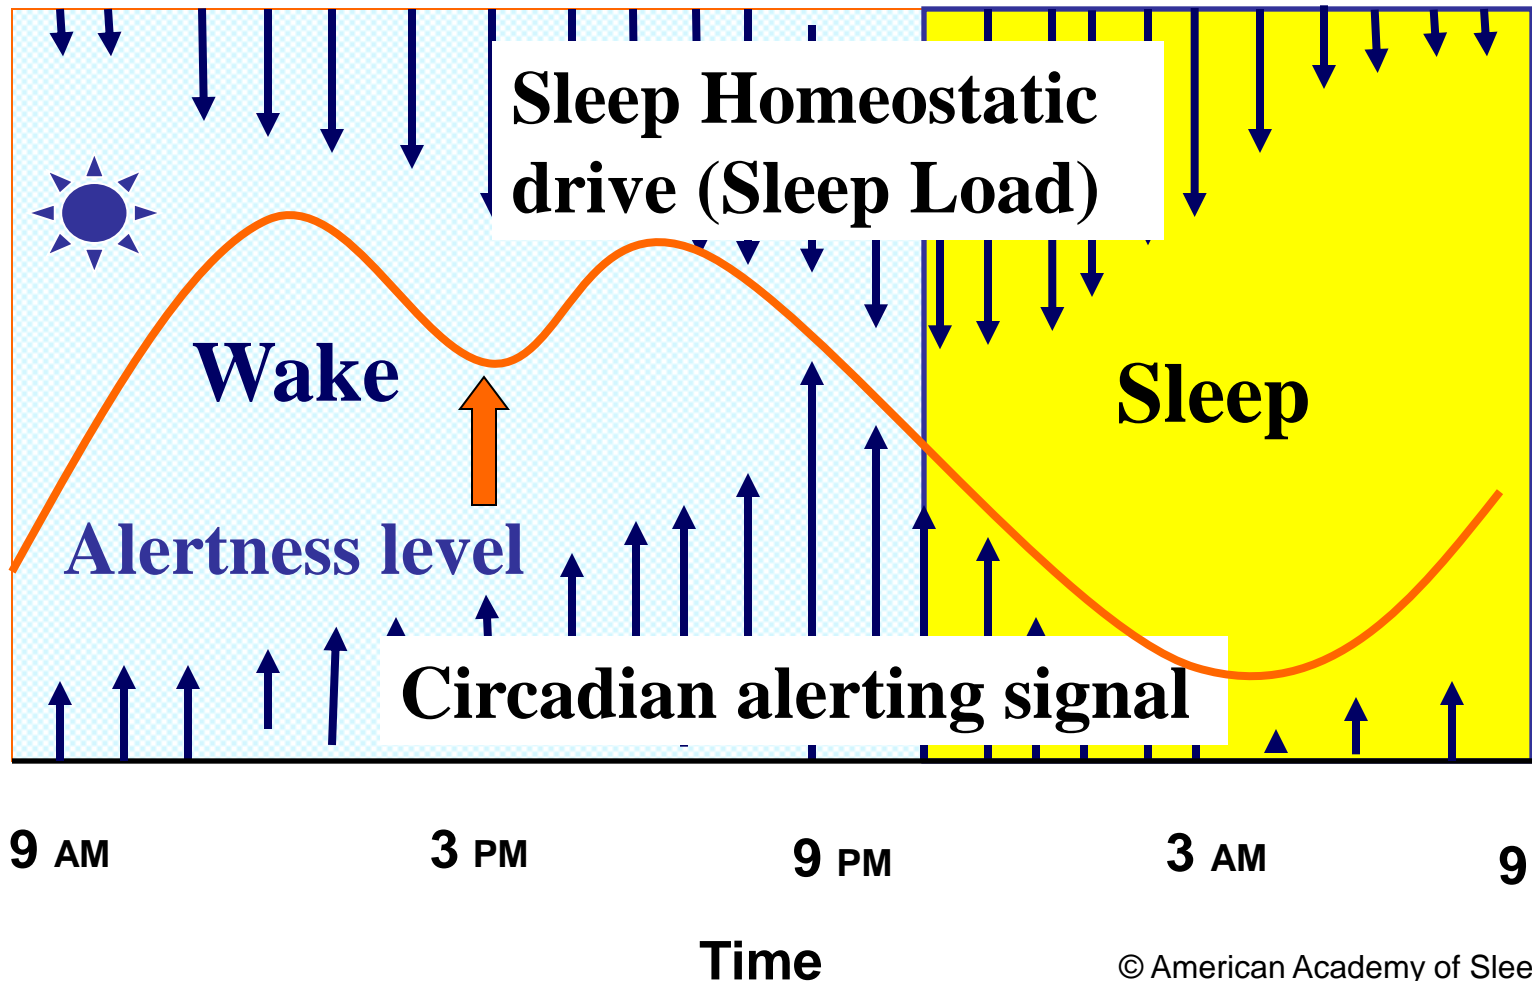 Sleep Homeostatic
drive (Sleep Load)
Wake
Sleep
Alertness level
Circadian alerting signal
9 AM
3 PM
9 PM
3 AM
9
Time
© American Academy of Slee